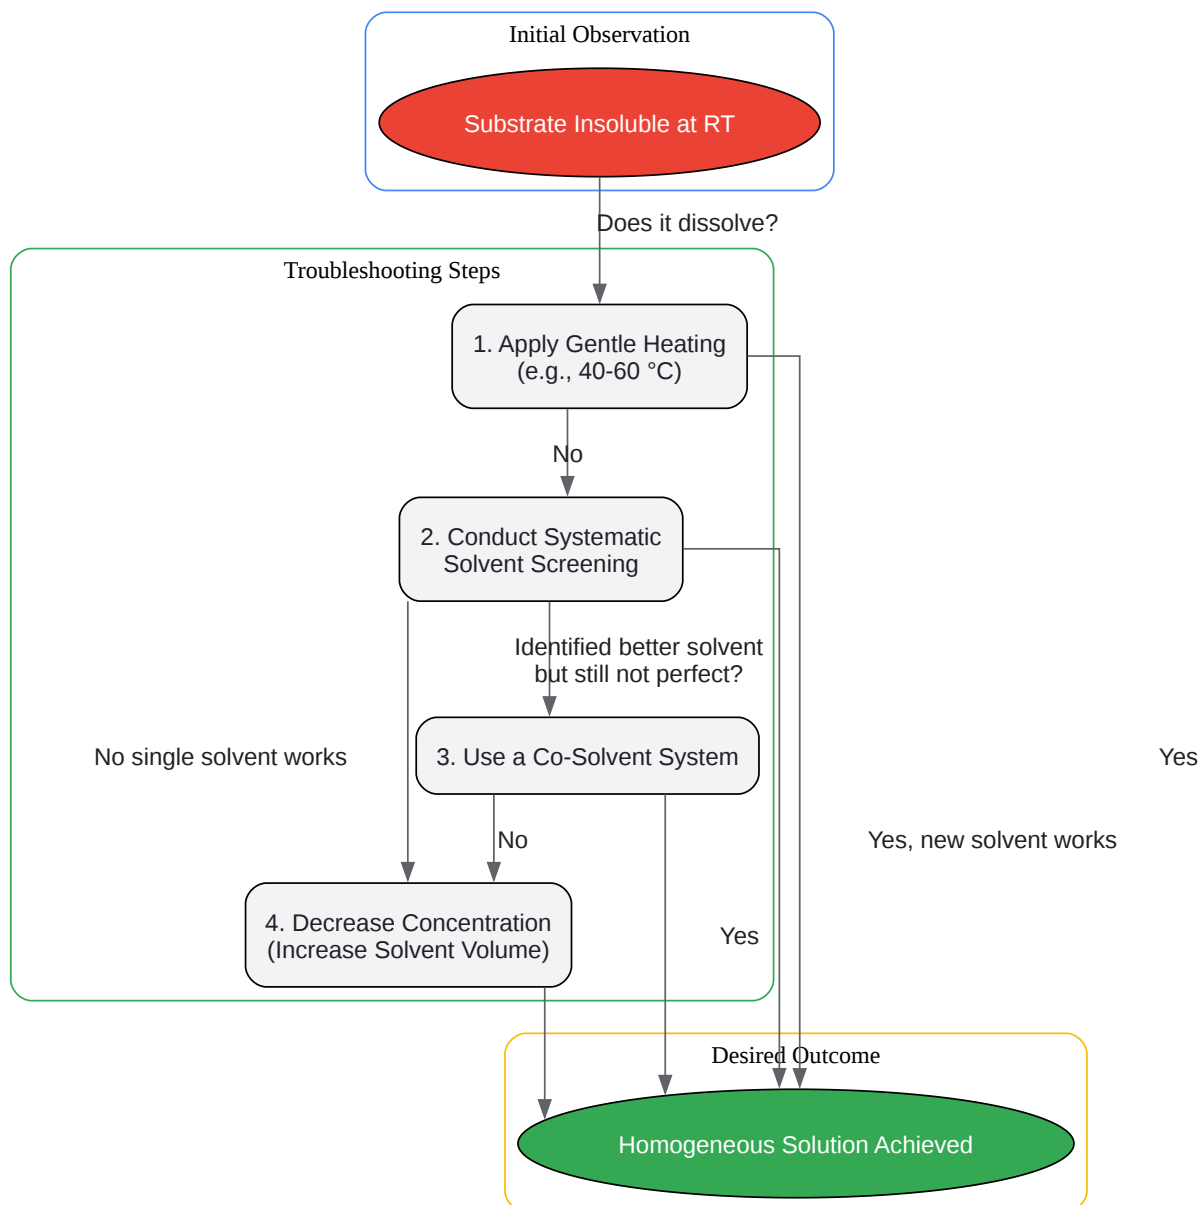 Initial Observation
Substrate Insoluble at RT
Does it dissolve?
Troubleshooting Steps
1. Apply Gentle Heating
(e.g., 40-60 °C)
No
2. Conduct Systematic
Solvent Screening
Identified better solvent
but still not perfect?
No single solvent works
3. Use a Co-Solvent System
Yes
No
Yes, new solvent works
4. Decrease Concentration
(Increase Solvent Volume)
Yes
Desired Outcome
Homogeneous Solution Achieved